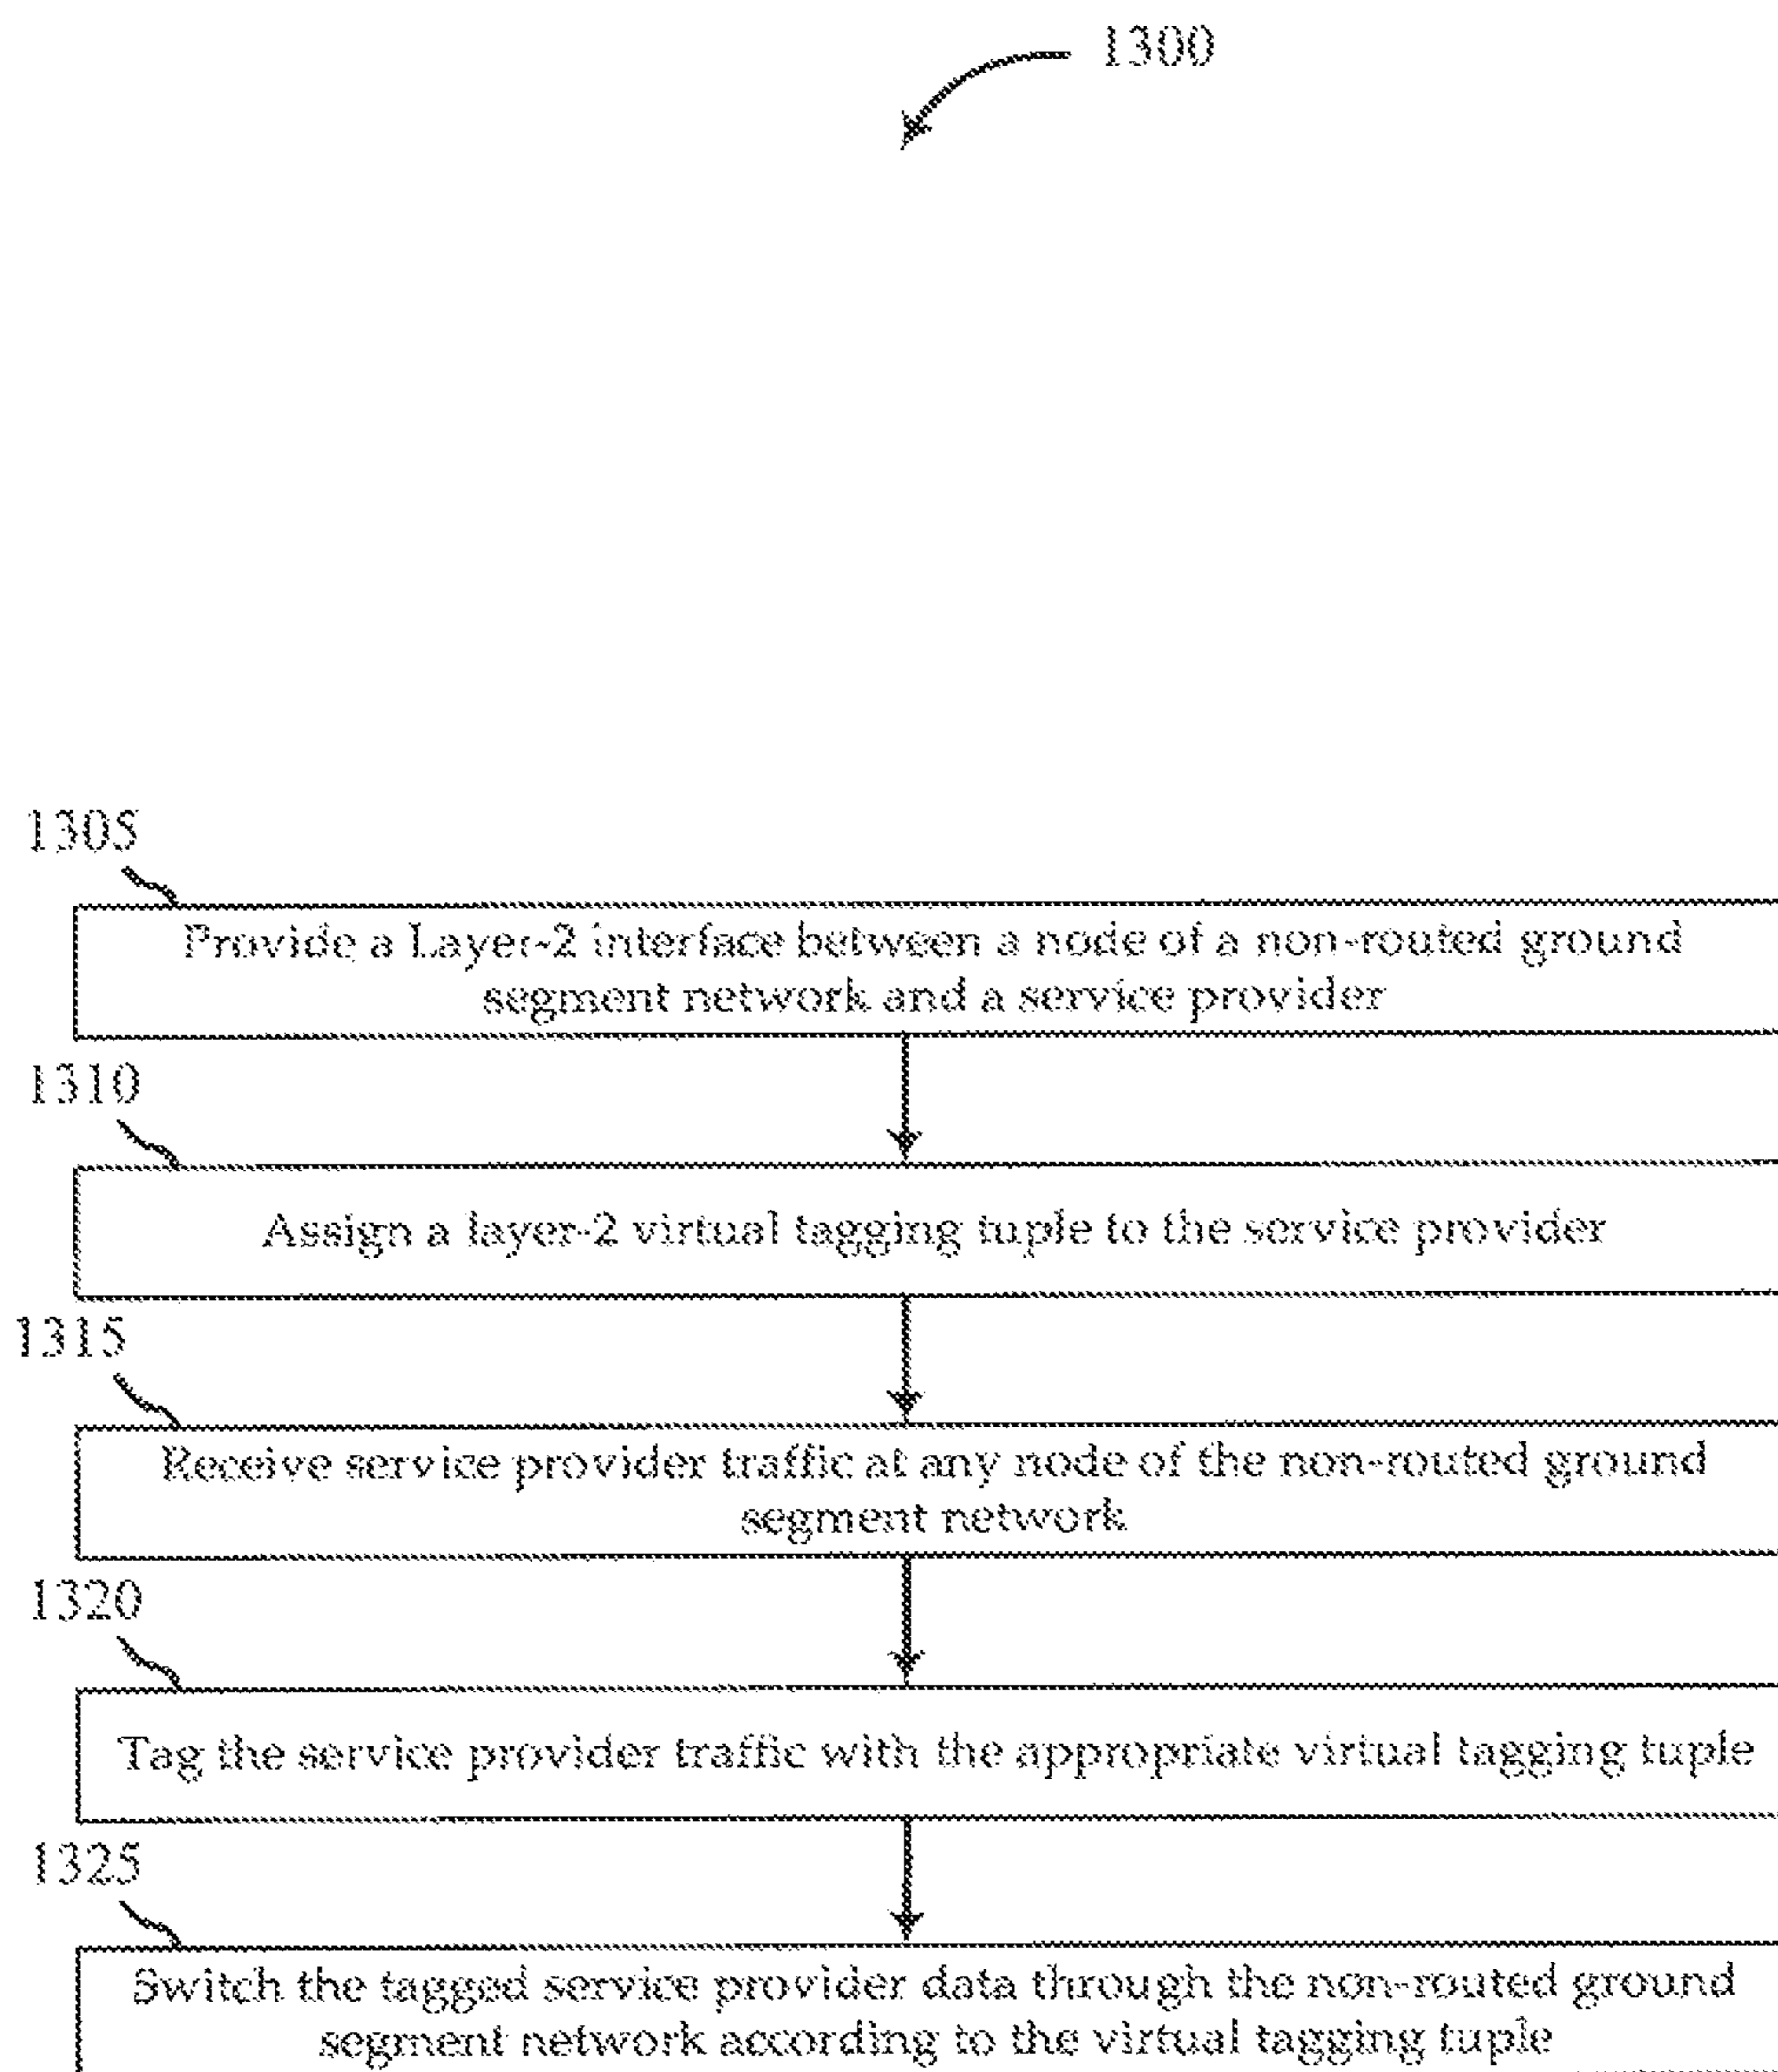 1300
1305
Provide a Layer-2 interface between a node of a non-routed ground
segment network and a service provider
1310
Assign a layer-2 virtual tagging tuple to the service provider
1315
Receive service provider traffic at any node of the non-routed ground
segment network
1320
Tag the service provider traffic with the appropriate virtual tagging tuple
1325
Switch the tagged service provider data through the non-routed ground
segment network according to the virtual tagging tuple